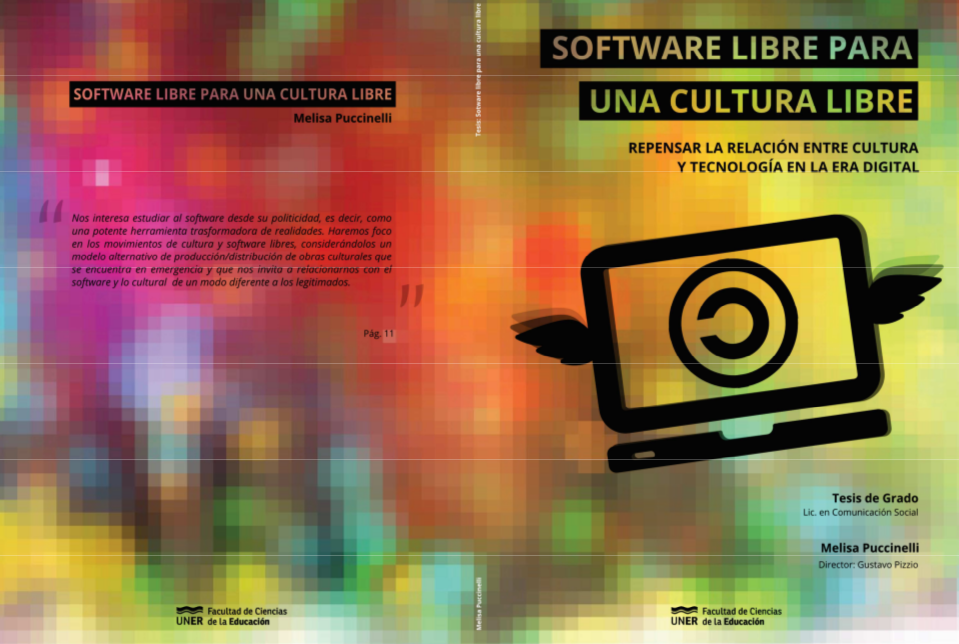 SOFTWARE LIBRE PARA UNA CULTURA LIBRE
Melisa Puccinelli
“
Nos interesa estudiar al software desde su politicidad, es decir, como
una potente herramienta trasformadora de realidades. Haremos foco
en los movimientos de cultura y software libres, considerándolos un
modelo alternativo de producción/distribución de obras culturales que
se encuentra en emergencia y que nos invita a relacionarnos con el
software y lo cultural de un modo diferente a los legitimados.
”
Pág. 11
UNER Facultad de Ciencias
de la Educación
Tesis: Sotware libre para una cultura libre
Melisa Puccinelli
SOFTWARE LIBRE PARA
UNA CULTURA LIBRE
REPENSAR LA RELACIÓN ENTRE CULTURA
Y TECNOLOGÍA EN LA ERA DIGITAL
Tesis de Grado
Lic. en Comunicación Social
Melisa Puccinelli
Director: Gustavo Pizzio
UNER Facultad de Ciencias
de la Educación